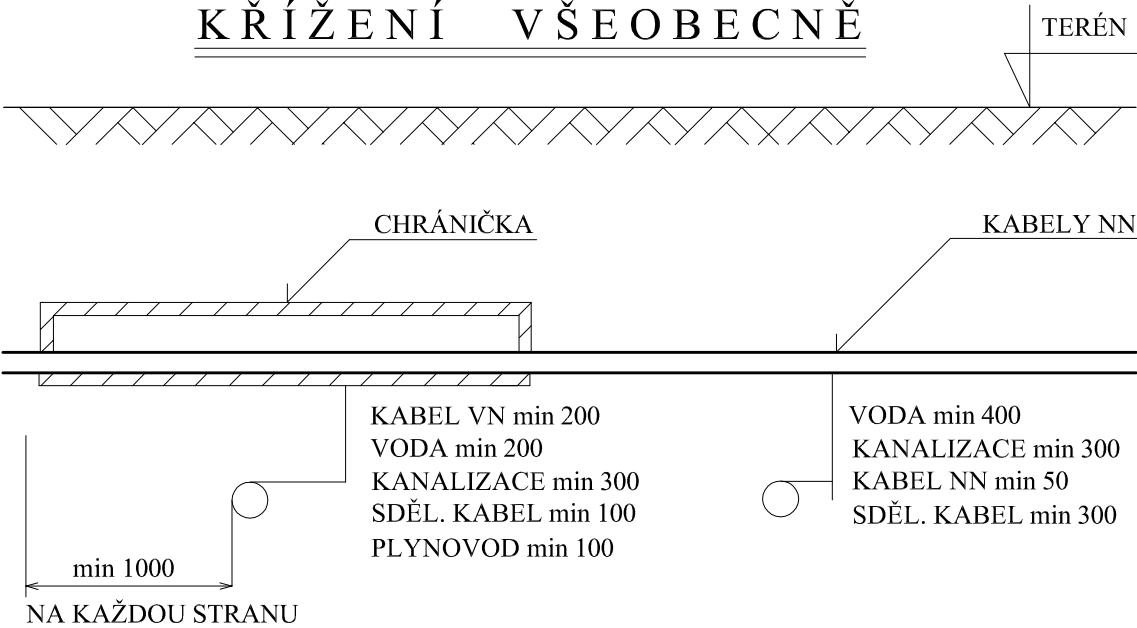 KŘÍŽENÍ VŠEOBECNĚ
TERÉN
CHRÁNIČKA
KABELY NN
KABEL VN min 200
VODA min 200
KANALIZACE min 300
SDĚL. KABEL min 100
PLYNOVOD min 100
VODA min 400
KANALIZACE min 300
KABEL NN min 50
SDĚL. KABEL min 300
min 1000
NA KAŽDOU STRANU